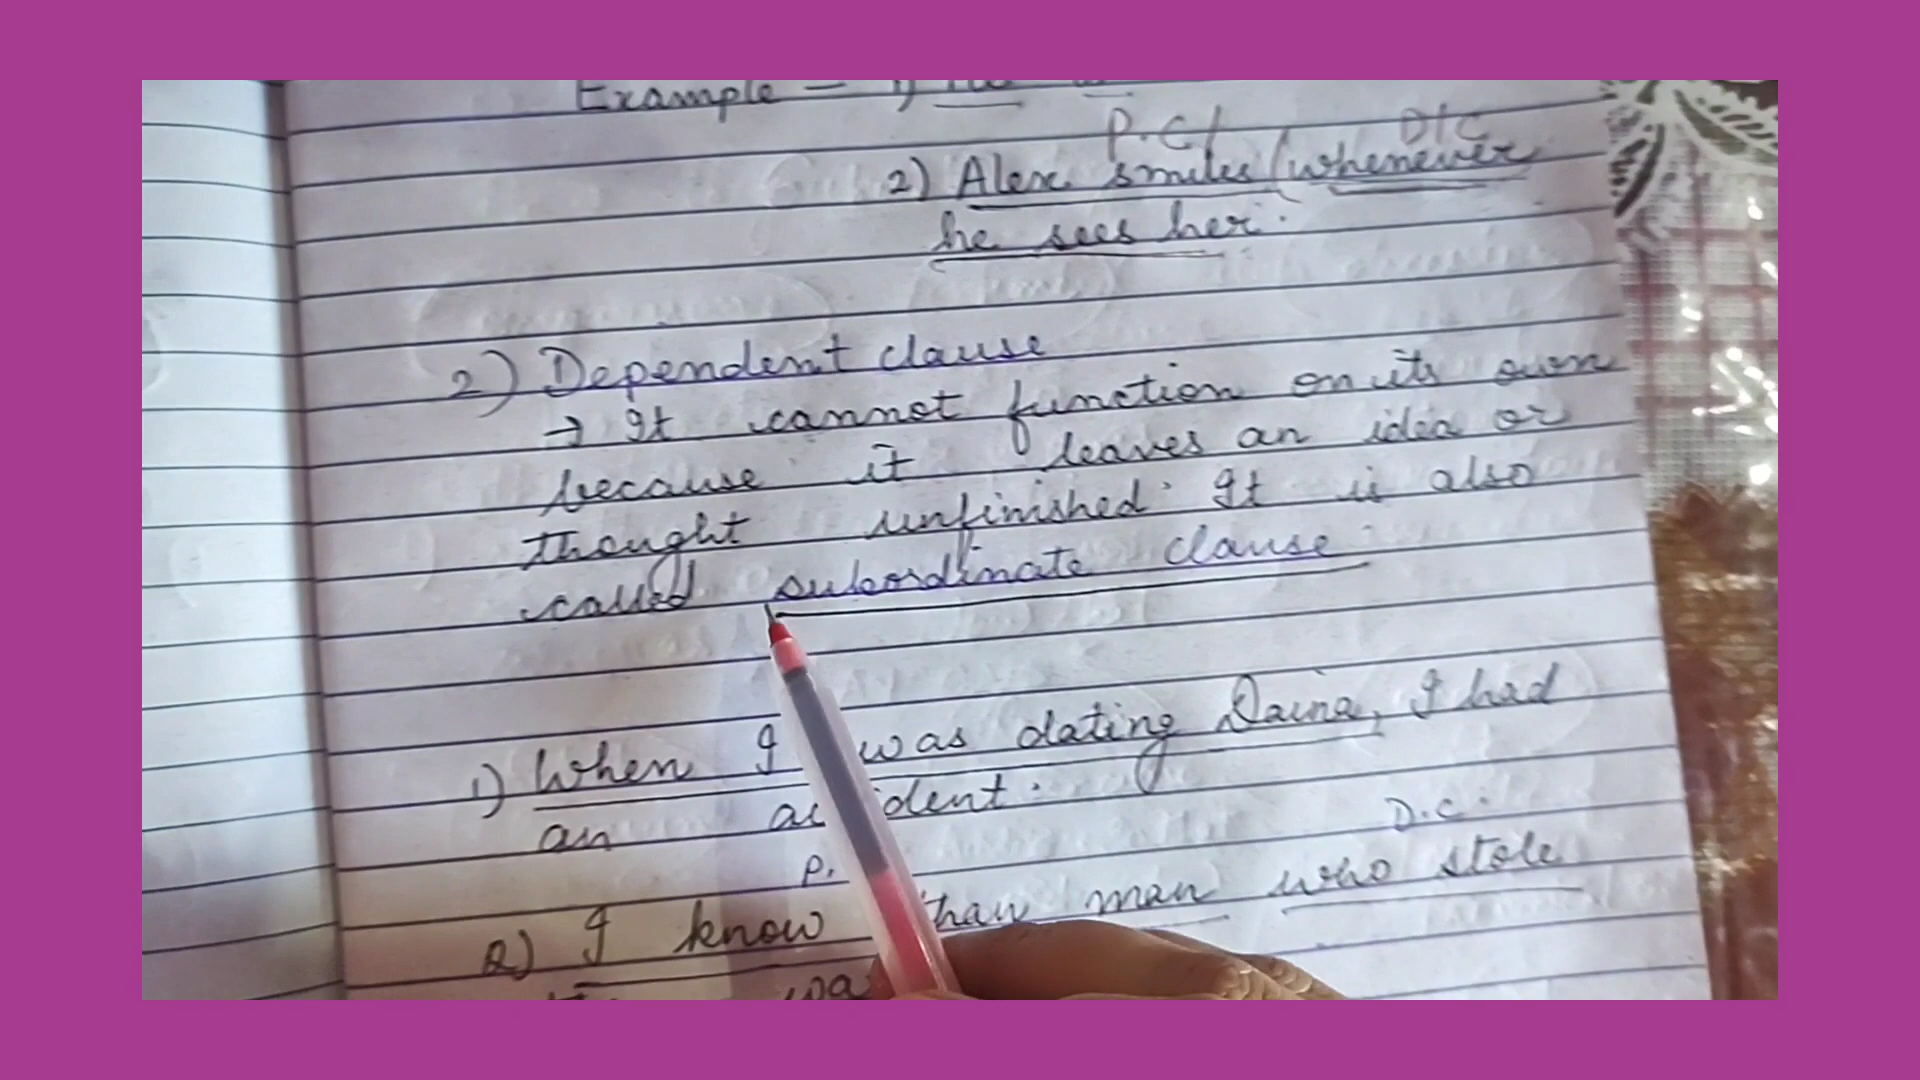 Example - 1)
P.C/ D/C
2) Alex smiles (whenever
he sees her.
2) Dependent clause
→ It cannot function on its own
because it leaves an idea or
thought unfinished. It is also
called subordinate clause
1) When I was dating Daina, I had
an accident.
P. D.C.
2) I know than man who stole